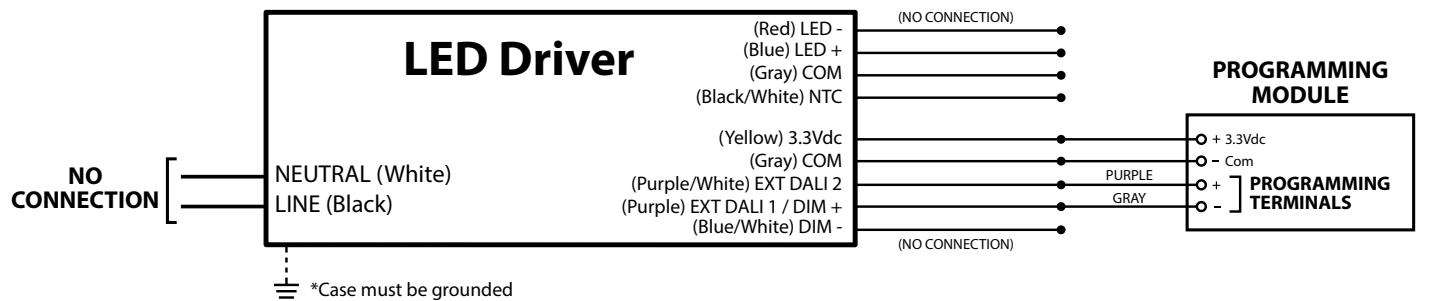 LED Driver
(Red) LED -
(Blue) LED +
(Gray) COM
(Black/White) NTC
(Yellow) 3.3Vdc
(Gray) COM
(Purple/White) EXT DALI 2
(Purple) EXT DALI 1 / DIM +
(Blue/White) DIM -
NO
CONNECTION
NEUTRAL (White)
LINE (Black)
*Case must be grounded
(NO CONNECTION)
PURPLE
GRAY
(NO CONNECTION)
PROGRAMMING
MODULE
+ 3.3Vdc
- Com
+
-
PROGRAMMING
TERMINALS